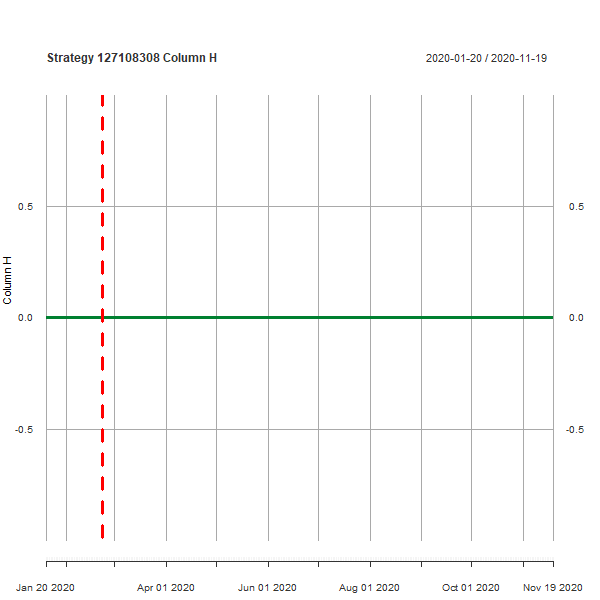 Strategy 127108308 Column H
2020-01-20 / 2020-11-19
0.5
0.5
Column H
0.0
0.0
-0.5
-0.5
Jan 20 2020
Apr 01 2020
Jun 01 2020
Aug 01 2020
Oct 01 2020
Nov 19 2020